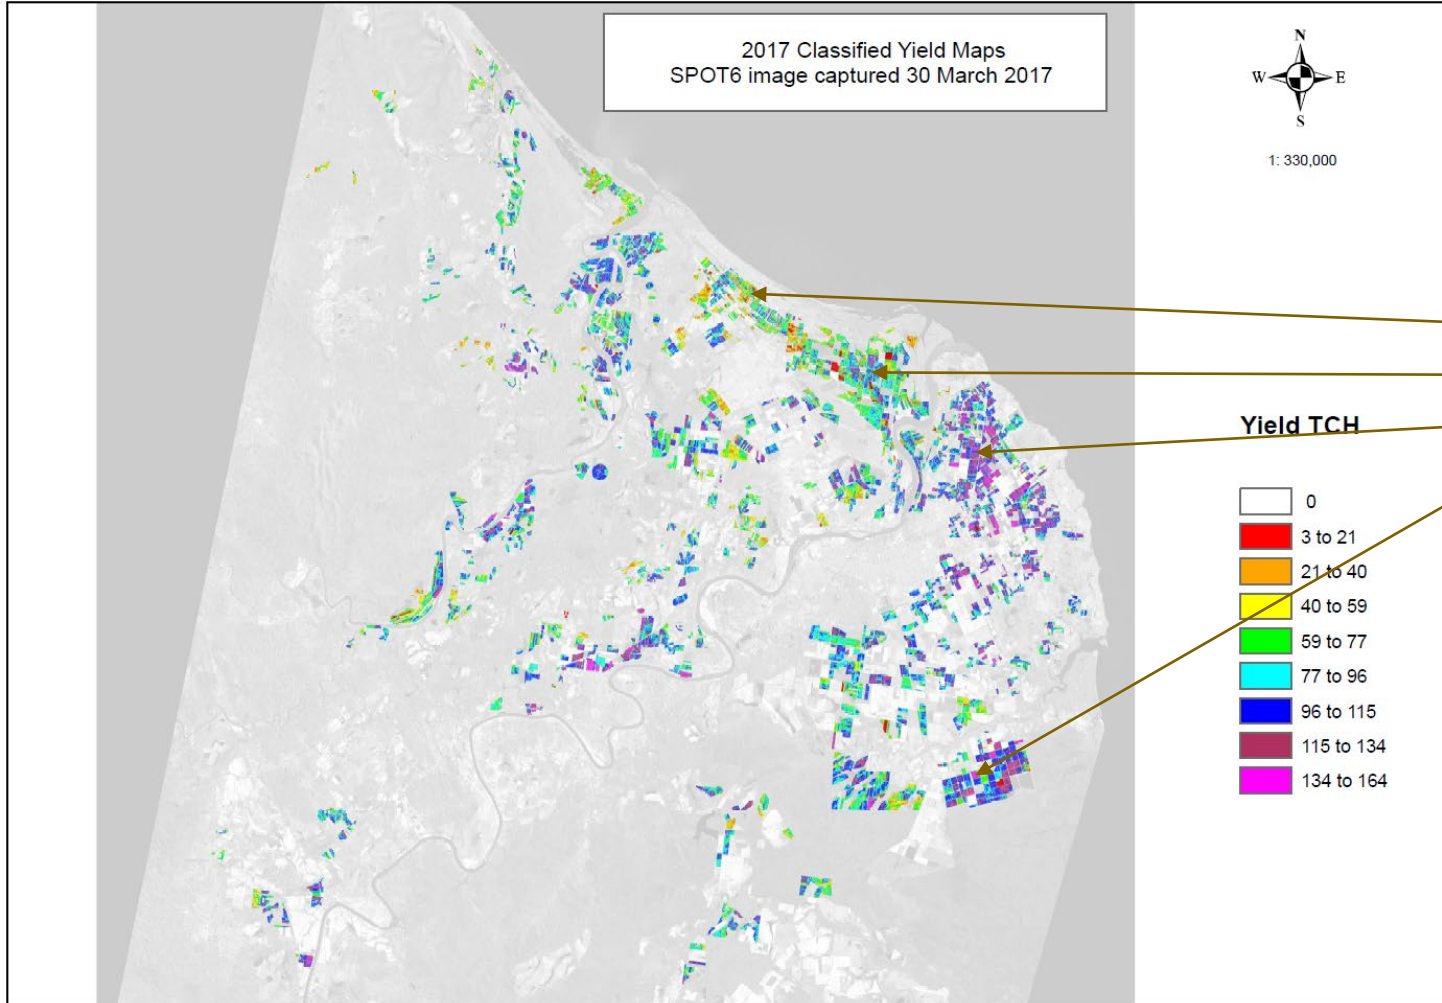 2017 Classified Yield Maps
SPOT6 image captured 30 March 2017
N
W E
S
1: 330,000
Yield TCH
0
3 to 21
21 to 40
40 to 59
59 to 77
77 to 96
96 to 115
115 to 134
134 to 164